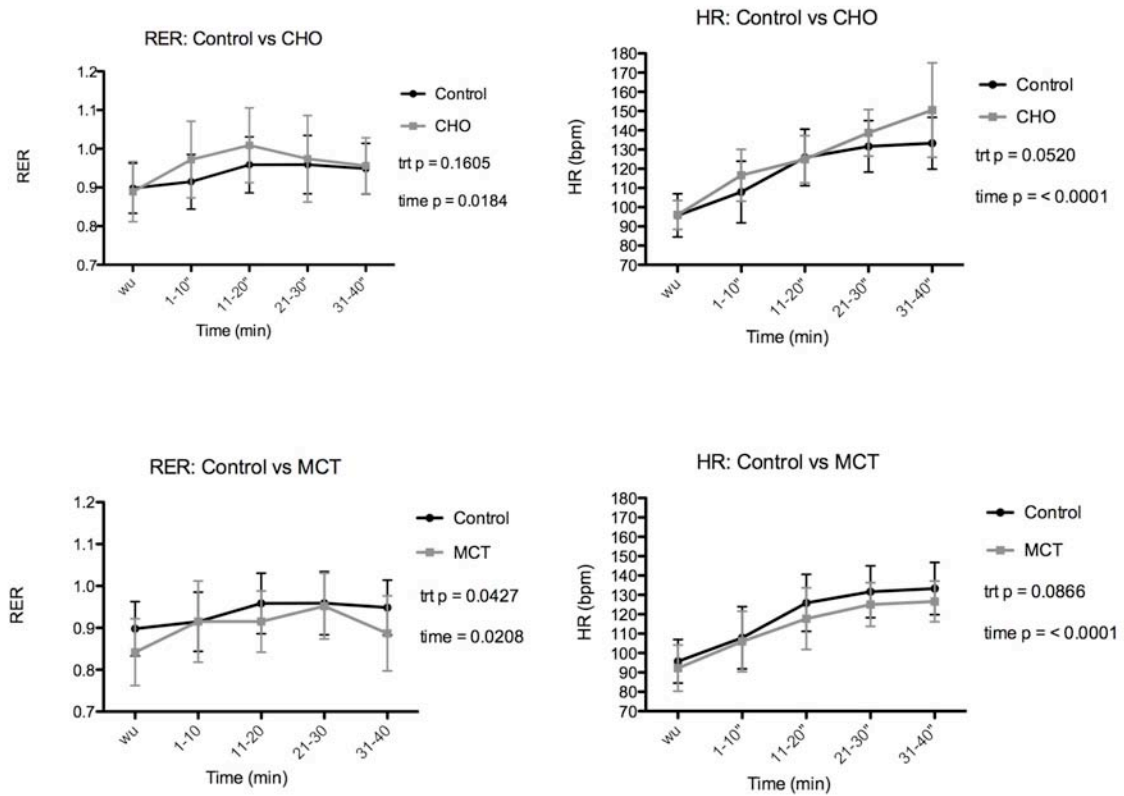 RER: Control vs CHO
1.2
1.1
1.0
0.9
0.8
0.7
RER
wu
1-10"
11-20"
21-30"
31-40"
Time (min)
Control
CHO
trt p = 0.1605
time p = 0.0184
HR: Control vs CHO
180
170
160
150
140
130
120
110
100
90
80
70
HR (bpm)
wu
1-10"
11-20"
21-30"
31-40"
Time (min)
Control
CHO
trt p = 0.0520
time p = < 0.0001
RER: Control vs MCT
1.2
1.1
1.0
0.9
0.8
0.7
RER
wu
1-10
11-20
21-30
31-40
Time (min)
Control
MCT
trt p = 0.0427
time = 0.0208
HR: Control vs MCT
180
170
160
150
140
130
120
110
100
90
80
70
HR (bpm)
wu
1-10"
11-20"
21-30"
31-40"
Time (min)
Control
MCT
trt p = 0.0866
time p = < 0.0001